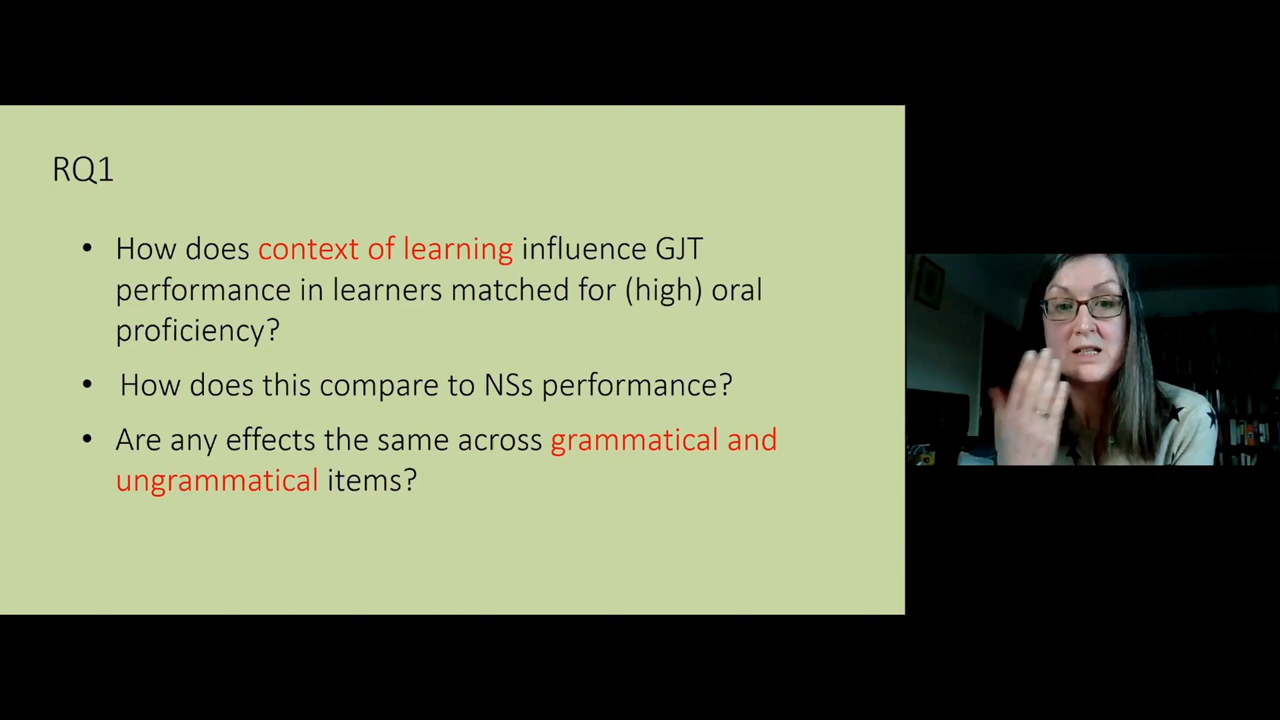 RQ1
• How does context of learning influence GJT
performance in learners matched for (high) oral
proficiency?
• How does this compare to NSs performance?
• Are any effects the same across grammatical and
ungrammatical items?